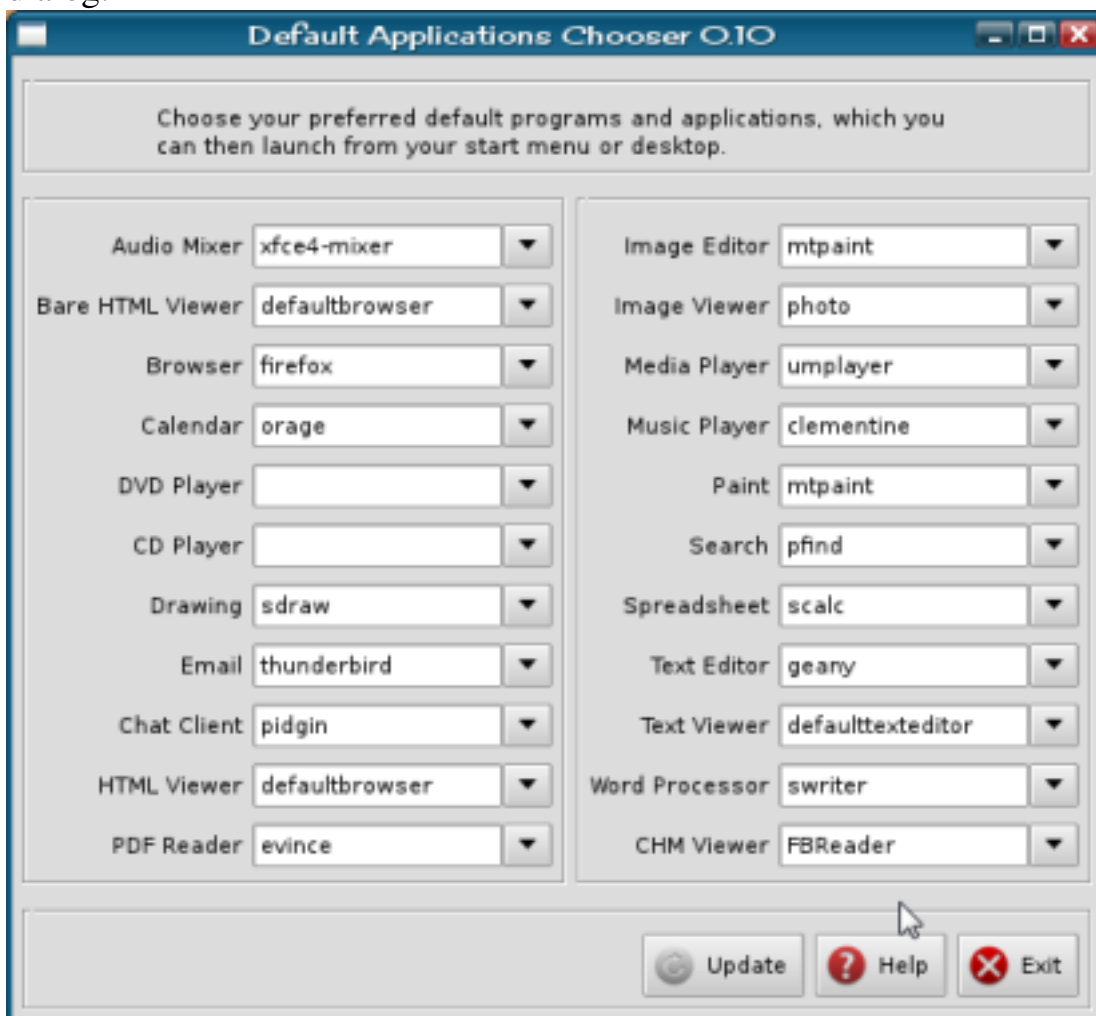 dialog.
Default Applications Chooser 0.10
Choose your preferred default programs and applications, which you
can then launch from your start menu or desktop.
Audio Mixer xfce4-mixer
Bare HTML Viewer defaultbrowser
Browser firefox
Calendar orage
DVD Player
CD Player
Drawing sdraw
Email thunderbird
Chat Client pidgin
HTML Viewer defaultbrowser
PDF Reader evince
Image Editor mtpaint
Image Viewer photo
Media Player umplayer
Music Player clementine
Paint mtpaint
Search pfind
Spreadsheet scalc
Text Editor geany
Text Viewer defaulttexteditor
Word Processor swriter
CHM Viewer FBReader
Update Help Exit